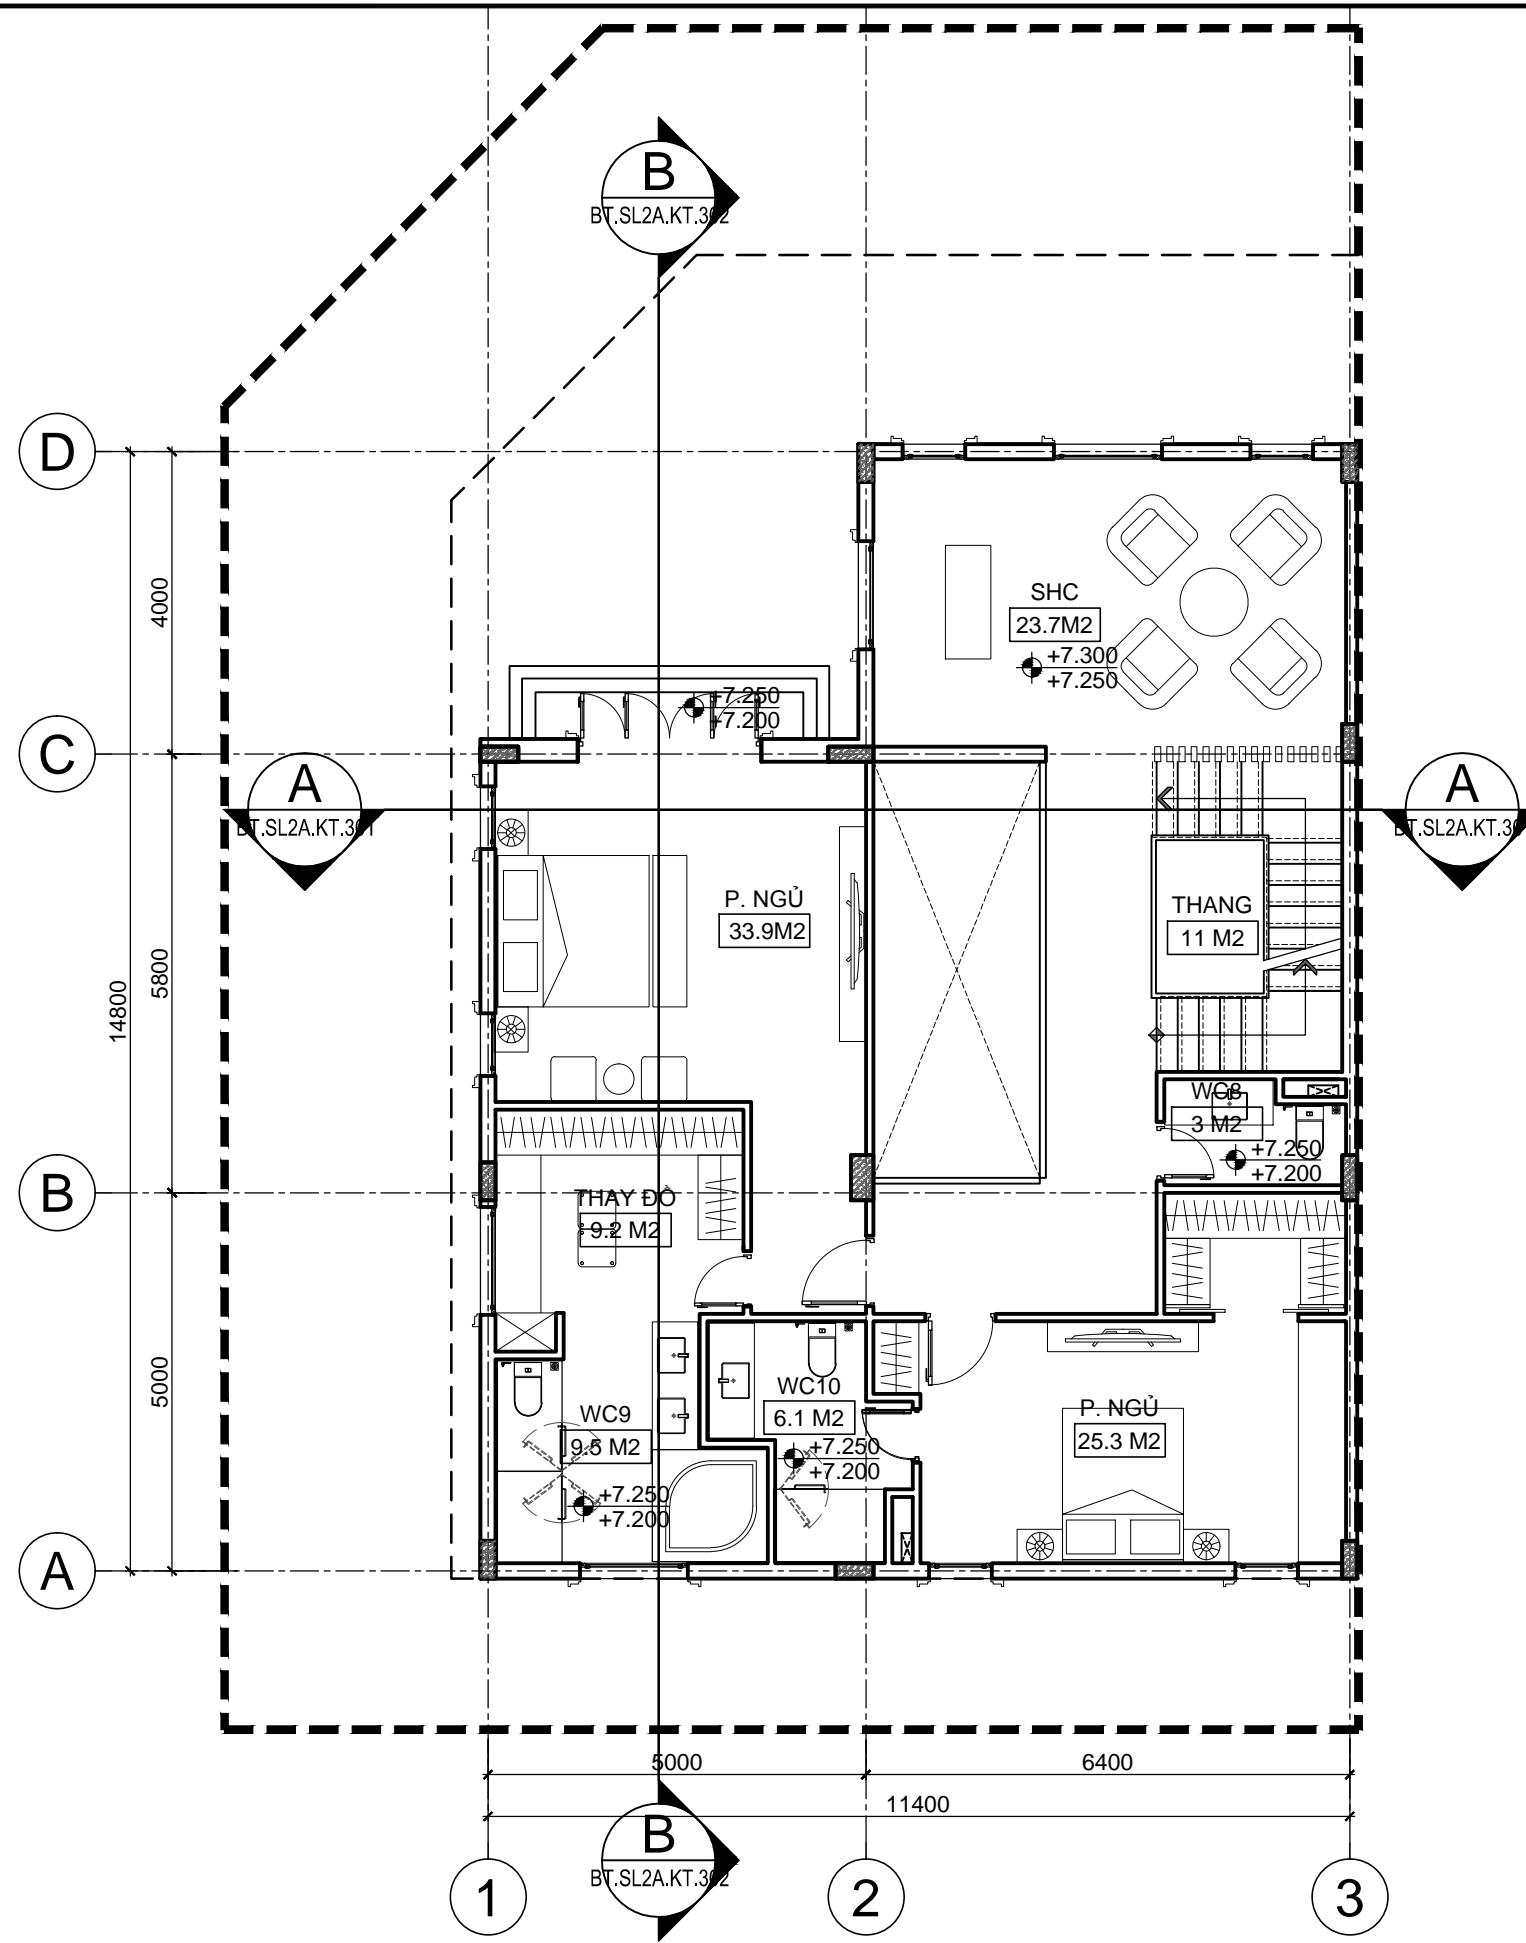 B
BT.SL2A.KT.302
D
4000
SHC
23.7M2
+7.300
+7.250
+7.250
+7.200
C
A
BT.SL2A.KT.301
A
BT.SL2A.KT.30
P. NGỦ
33.9M2
THANG
11 M2
5800
14800
WC8
3 M2
+7.250
+7.200
B
THAY ĐỒ
9.2 M2
5000
WC9
9.5 M2
+7.250
+7.200
WC10
6.1 M2
+7.250
+7.200
P. NGỦ
25.3 M2
A
5000
6400
11400
B
BT.SL2A.KT.302
1
2
3